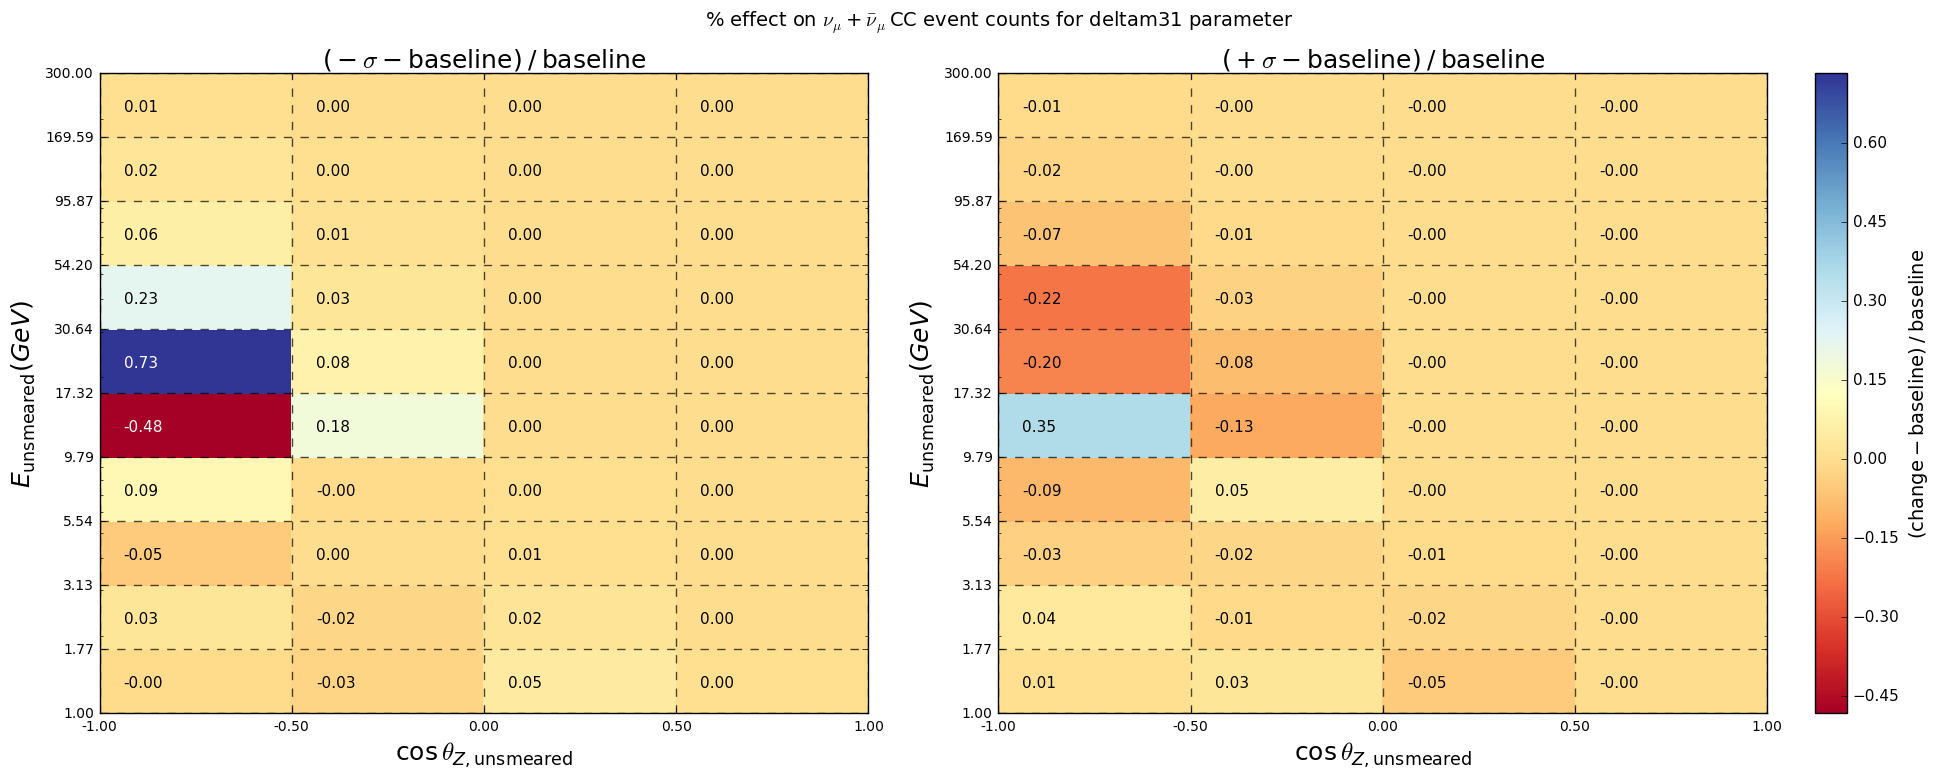 % effect on ν_μ + ν̄_μ CC event counts for deltam31 parameter
(−σ−baseline) / baseline
(+σ−baseline) / baseline
300.00
0.01 0.00 0.00 0.00
169.59
0.02 0.00 0.00 0.00
95.87
0.06 0.01 0.00 0.00
54.20
0.23 0.03 0.00 0.00
30.64
0.73 0.08 0.00 0.00
17.32
-0.48 0.18 0.00 0.00
9.79
0.09 -0.00 0.00 0.00
5.54
-0.05 0.00 0.01 0.00
3.13
0.03 -0.02 0.02 0.00
1.77
-0.00 -0.03 0.05 0.00
1.00
-1.00 -0.50 0.00 0.50 1.00
E_unsmeared (GeV)
cos θ_Z, unsmeared
300.00
-0.01 -0.00 -0.00 -0.00
169.59
-0.02 -0.00 -0.00 -0.00
95.87
-0.07 -0.01 -0.00 -0.00
54.20
-0.22 -0.03 -0.00 -0.00
30.64
-0.20 -0.08 -0.00 -0.00
17.32
0.35 -0.13 -0.00 -0.00
9.79
-0.09 0.05 -0.00 -0.00
5.54
-0.03 -0.02 -0.01 -0.00
3.13
0.04 -0.01 -0.02 -0.00
1.77
0.01 0.03 -0.05 -0.00
1.00
-1.00 -0.50 0.00 0.50 1.00
E_unsmeared (GeV)
cos θ_Z, unsmeared
0.60
0.45
0.30
0.15
0.00
−0.15
−0.30
−0.45
(change−baseline) / baseline